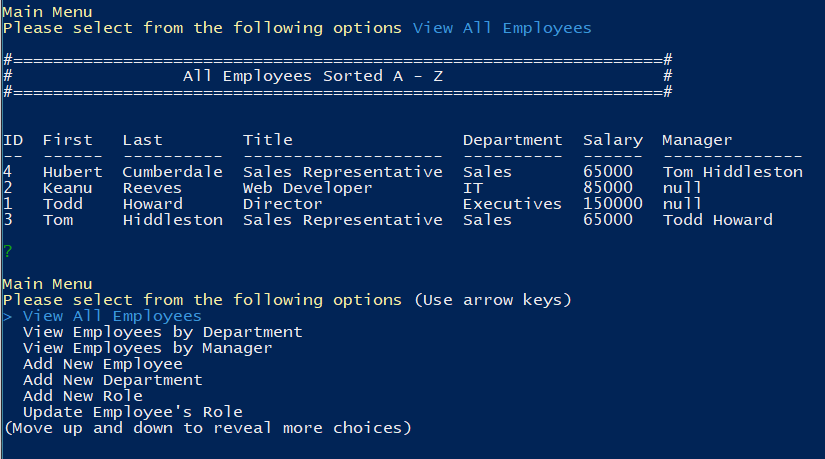 Main Menu
Please select from the following options View All Employees
#=================================================================#
#                 All Employees Sorted A - Z                      #
#=================================================================#
ID  First   Last        Title                 Department  Salary  Manager
--  ------  ----------  --------------------  ----------  ------  --------------
4   Hubert  Cumberdale  Sales Representative  Sales       65000   Tom Hiddleston
2   Keanu   Reeves      Web Developer         IT          85000   null
1   Todd    Howard      Director              Executives  150000  null
3   Tom     Hiddleston  Sales Representative  Sales       65000   Todd Howard
?
Main Menu
Please select from the following options (Use arrow keys)
> View All Employees
  View Employees by Department
  View Employees by Manager
  Add New Employee
  Add New Department
  Add New Role
  Update Employee's Role
(Move up and down to reveal more choices)